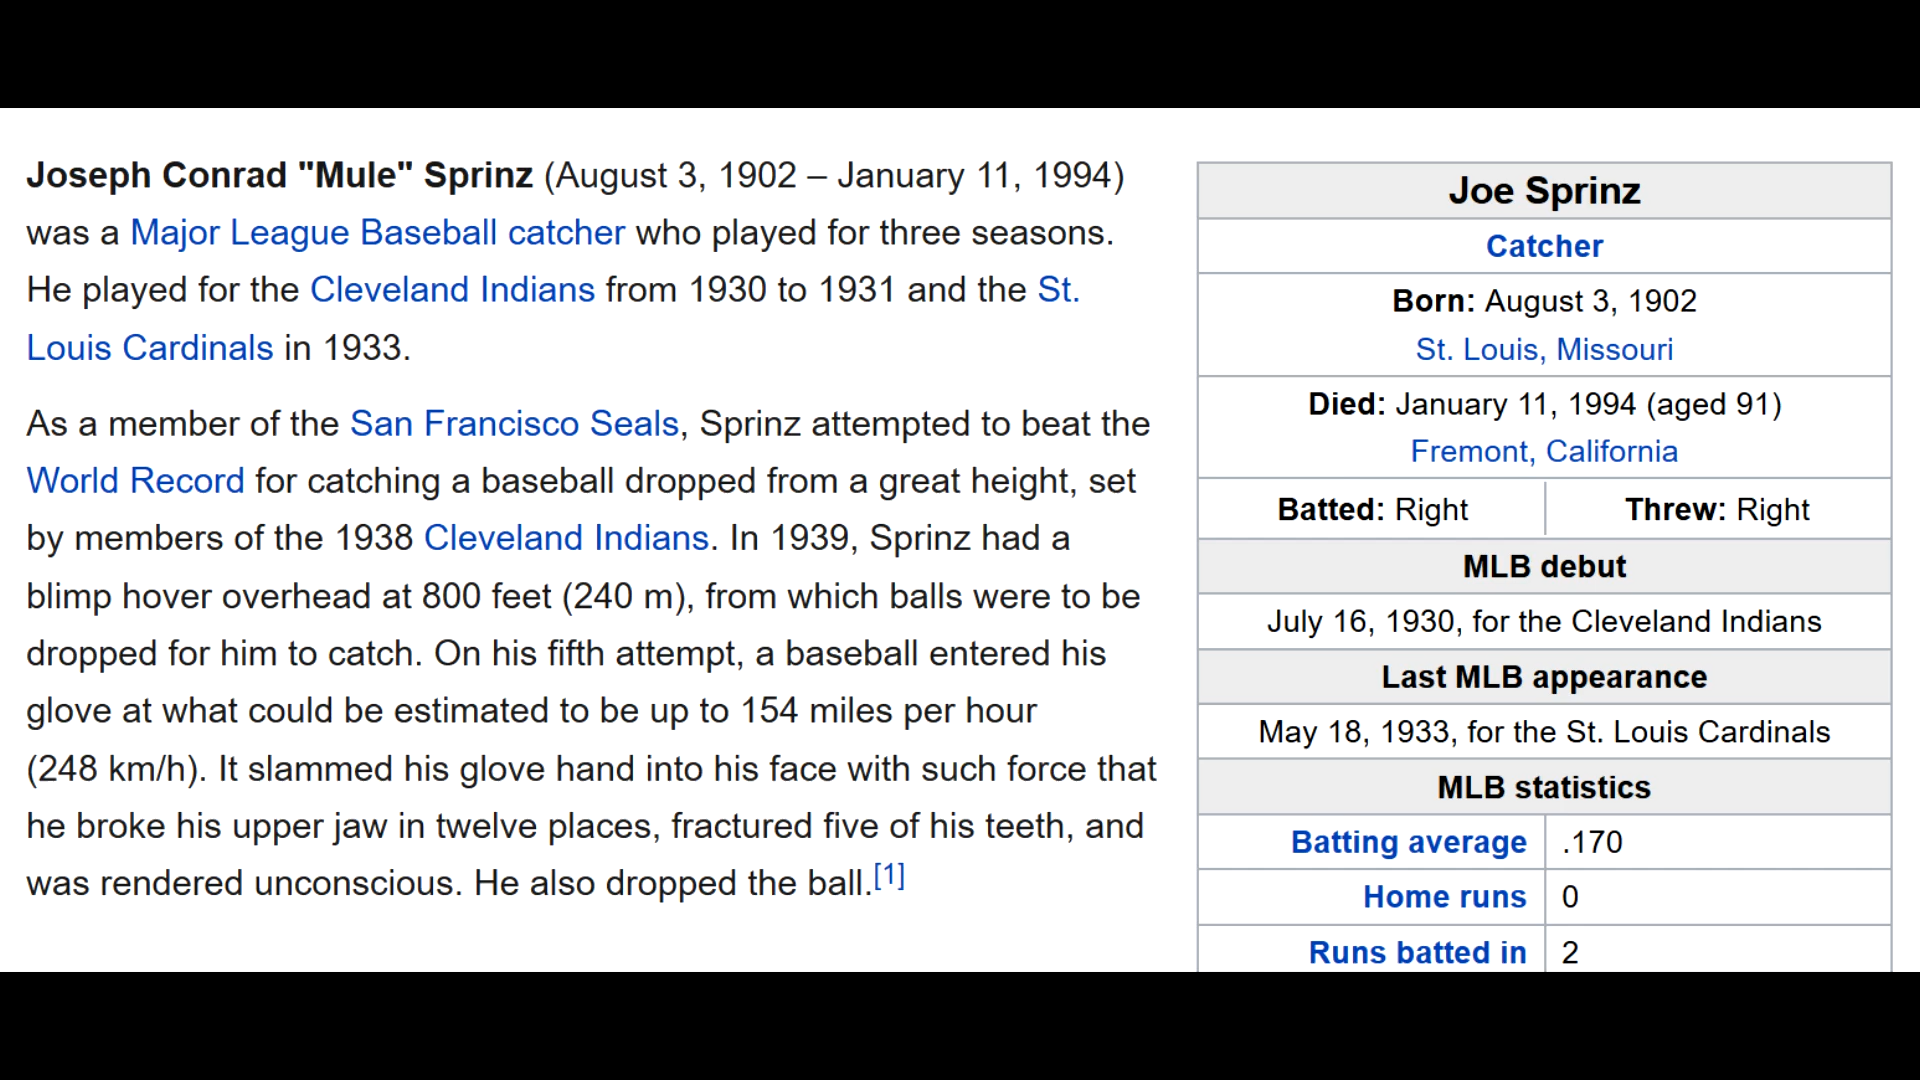 Joseph Conrad "Mule" Sprinz (August 3, 1902 – January 11, 1994)
was a Major League Baseball catcher who played for three seasons.
He played for the Cleveland Indians from 1930 to 1931 and the St.
Louis Cardinals in 1933.
As a member of the San Francisco Seals, Sprinz attempted to beat the
World Record for catching a baseball dropped from a great height, set
by members of the 1938 Cleveland Indians. In 1939, Sprinz had a
blimp hover overhead at 800 feet (240 m), from which balls were to be
dropped for him to catch. On his fifth attempt, a baseball entered his
glove at what could be estimated to be up to 154 miles per hour
(248 km/h). It slammed his glove hand into his face with such force that
he broke his upper jaw in twelve places, fractured five of his teeth, and
was rendered unconscious. He also dropped the ball.[1]
Joe Sprinz
Catcher
Born: August 3, 1902
St. Louis, Missouri
Died: January 11, 1994 (aged 91)
Fremont, California
Batted: Right Threw: Right
MLB debut
July 16, 1930, for the Cleveland Indians
Last MLB appearance
May 18, 1933, for the St. Louis Cardinals
MLB statistics
Batting average .170
Home runs 0
Runs batted in 2